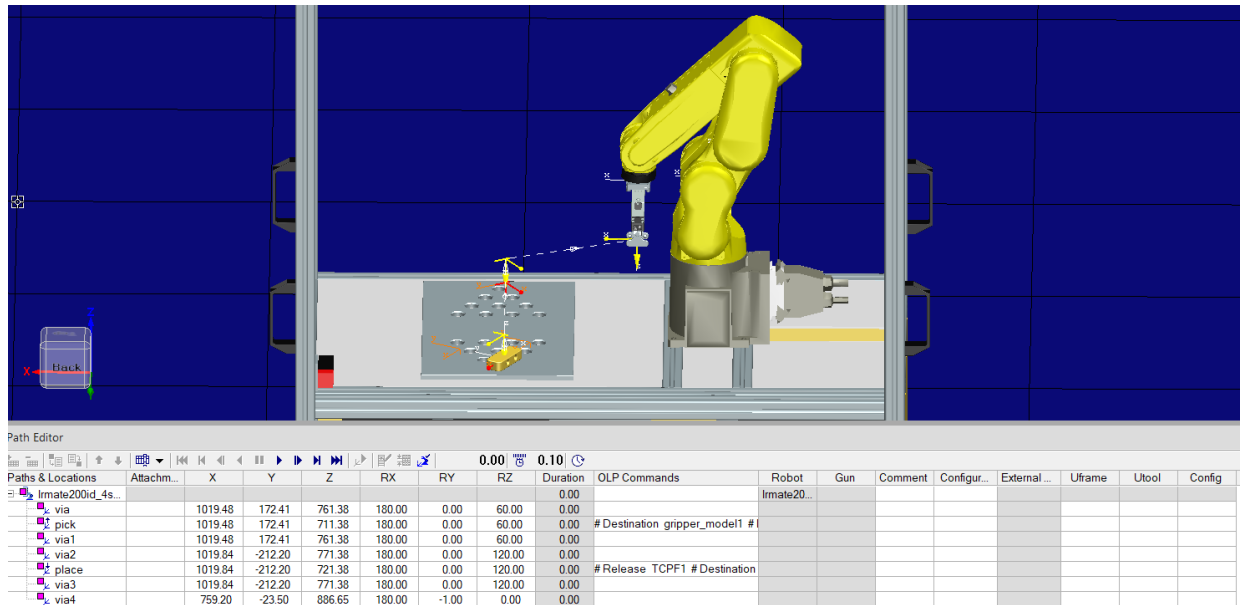 Back
X
Path Editor
0.00 0.10
Paths & Locations Attachm... X Y Z RX RY RZ Duration OLP Commands Robot Gun Comment Configur... External ... Uframe Utool Config
lrmate200id_4s... 0.00 lrmate20...
via 1019.48 172.41 761.38 180.00 0.00 60.00 0.00
pick 1019.48 172.41 711.38 180.00 0.00 60.00 0.00 # Destination gripper_model1 #
via1 1019.48 172.41 761.38 180.00 0.00 60.00 0.00
via2 1019.84 -212.20 771.38 180.00 0.00 120.00 0.00
place 1019.84 -212.20 721.38 180.00 0.00 120.00 0.00 # Release TCPF1 # Destination
via3 1019.84 -212.20 771.38 180.00 0.00 120.00 0.00
via4 759.20 -23.50 886.65 180.00 -1.00 0.00 0.00